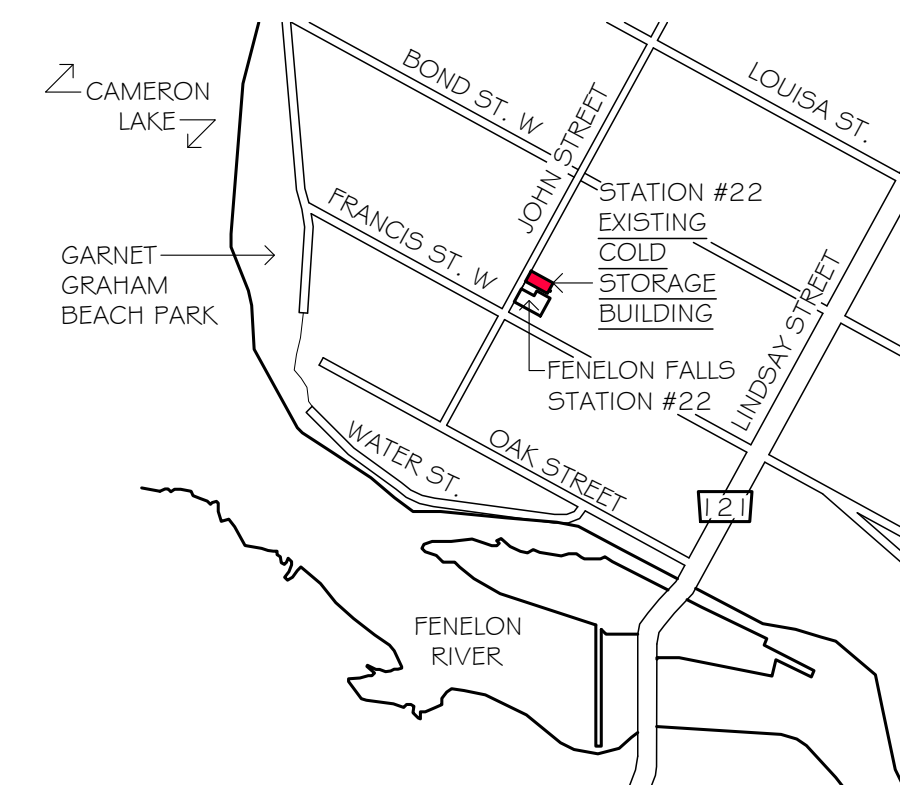 BOND ST. W
LOUISA ST.
CAMERON
LAKE
JOHN STREET
STATION #22
EXISTING
COLD
STORAGE
BUILDING
FRANCIS ST. W
GARNET
GRAHAM
BEACH PARK
LINDSAY STREET
FENELON FALLS
STATION #22
WATER ST.
OAK STREET
121
FENELON
RIVER